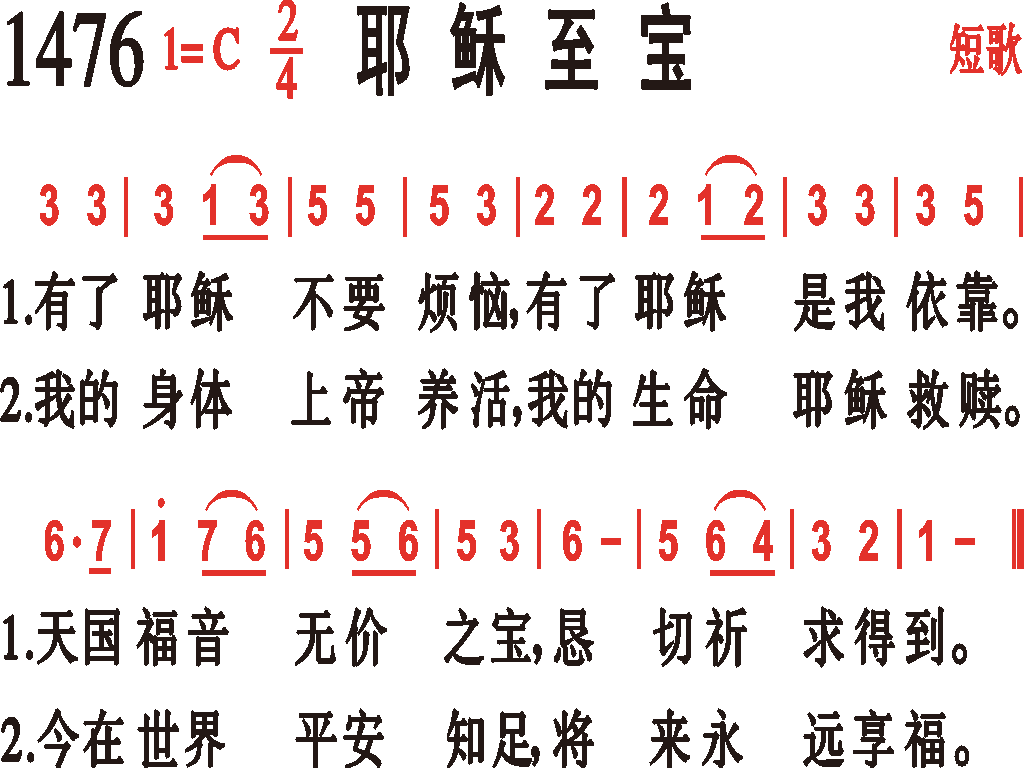 1476 1=C 2/4 耶稣至宝 短歌
3 3 | 3 1 3 | 5 5 | 5 3 | 2 2 | 2 1 2 | 3 3 | 3 5 |
1.有了耶稣 不要烦恼,有了耶稣 是我依靠。
2.我的身体 上帝养活,我的生命 耶稣救赎。
6·7 | 1̇ 7 6 | 5 5 6 | 5 3 | 6 - | 5 6 4 | 3 2 | 1 - ‖
1.天国福音 无价之宝,恳切祈求得到。
2.今在世界 平安知足,将来永远享福。